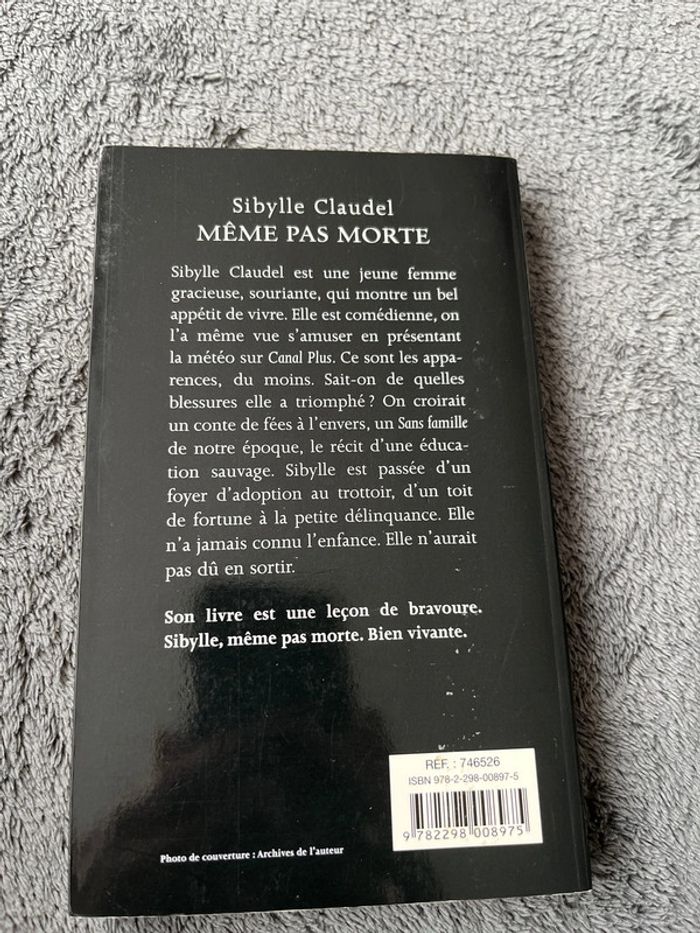 Sibylle Claudel
MÊME PAS MORTE
Sibylle Claudel est une jeune femme
gracieuse, souriante, qui montre un bel
appétit de vivre. Elle est comédienne, on
l'a même vue s'amuser en présentant
la météo sur Canal Plus. Ce sont les appa-
rences, du moins. Sait-on de quelles
blessures elle a triomphé ? On croirait
un conte de fées à l'envers, un Sans famille
de notre époque, le récit d'une éduca-
tion sauvage. Sibylle est passée d'un
foyer d'adoption au trottoir, d'un toit
de fortune à la petite délinquance. Elle
n'a jamais connu l'enfance. Elle n'aurait
pas dû en sortir.
Son livre est une leçon de bravoure.
Sibylle, même pas morte. Bien vivante.
RÉF. : 746526
ISBN 978-2-298-00897-5
9 782298 008975
Photo de couverture : Archives de l'auteur